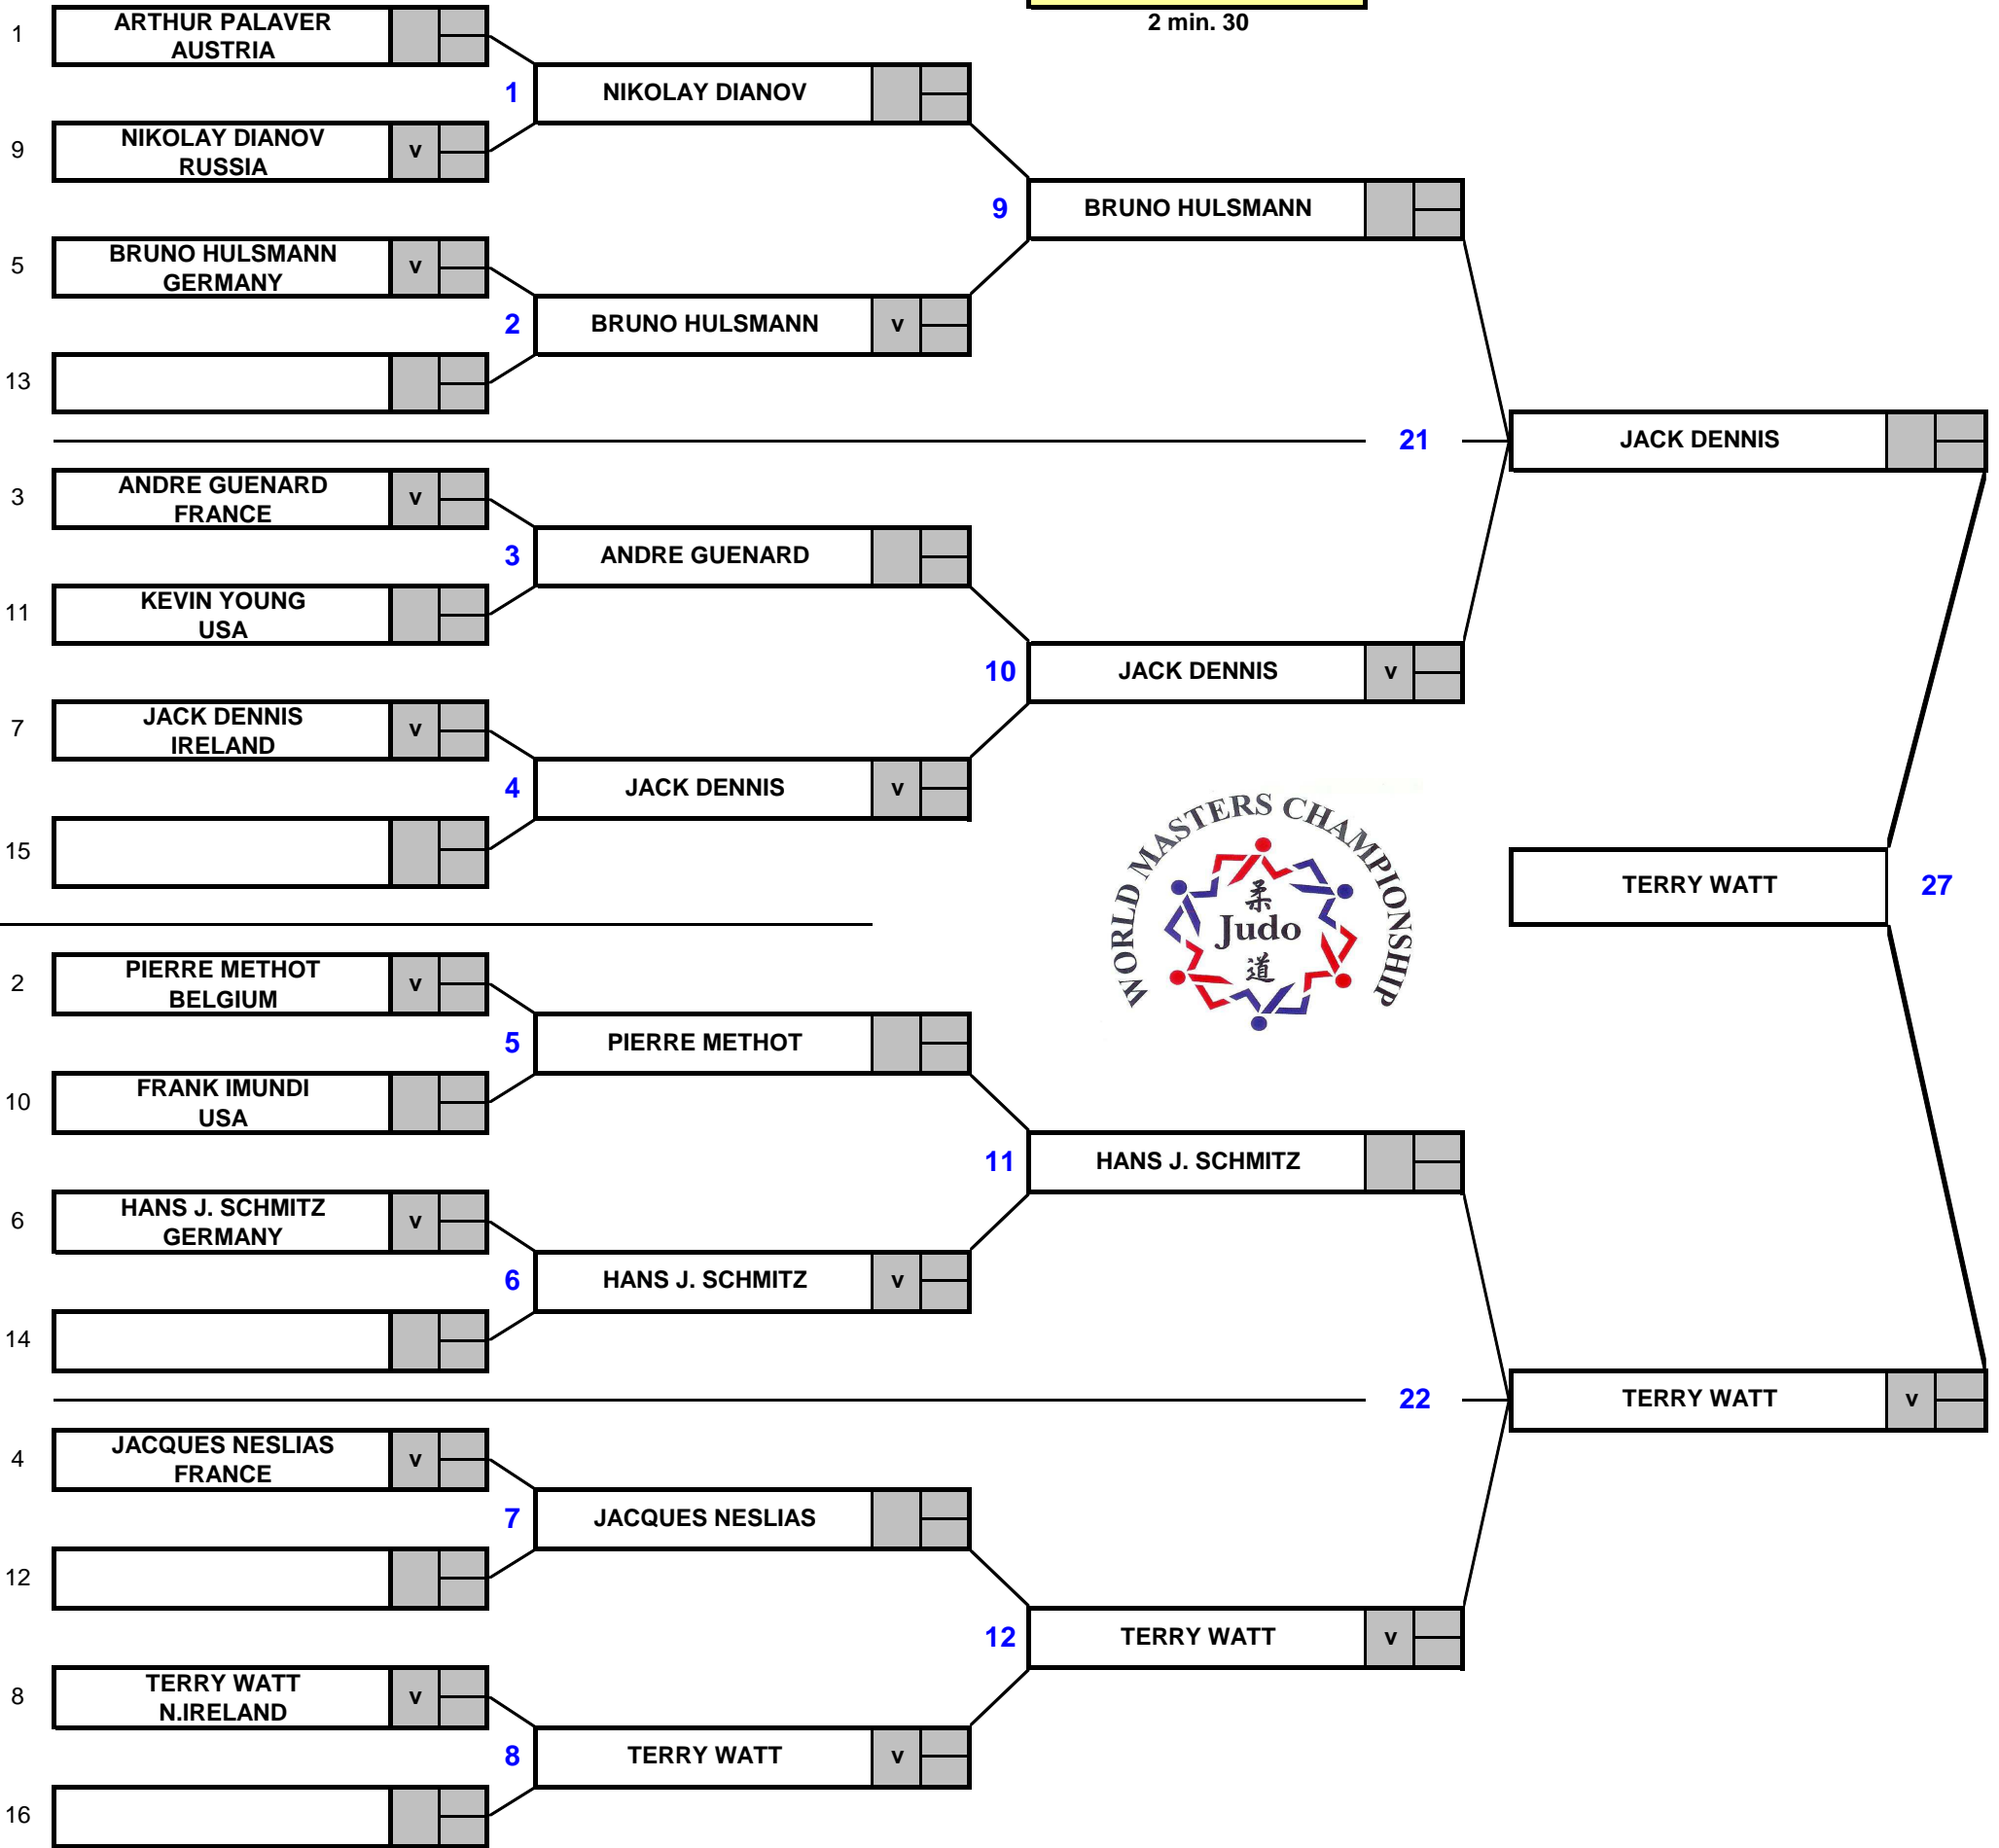 2 min. 30
1
ARTHUR PALAVER
AUSTRIA
1
NIKOLAY DIANOV
9
NIKOLAY DIANOV
RUSSIA
v
9
BRUNO HULSMANN
5
BRUNO HULSMANN
GERMANY
v
2
BRUNO HULSMANN
v
13
21
JACK DENNIS
3
ANDRE GUENARD
FRANCE
v
3
ANDRE GUENARD
11
KEVIN YOUNG
USA
10
JACK DENNIS
v
7
JACK DENNIS
IRELAND
v
4
JACK DENNIS
v
15
WORLD MASTERS CHAMPIONSHIP
柔
Judo
道
TERRY WATT
27
2
PIERRE METHOT
BELGIUM
v
5
PIERRE METHOT
10
FRANK IMUNDI
USA
11
HANS J. SCHMITZ
6
HANS J. SCHMITZ
GERMANY
v
6
HANS J. SCHMITZ
v
14
22
TERRY WATT
v
4
JACQUES NESLIAS
FRANCE
v
7
JACQUES NESLIAS
12
12
TERRY WATT
v
8
TERRY WATT
N.IRELAND
v
8
TERRY WATT
v
16